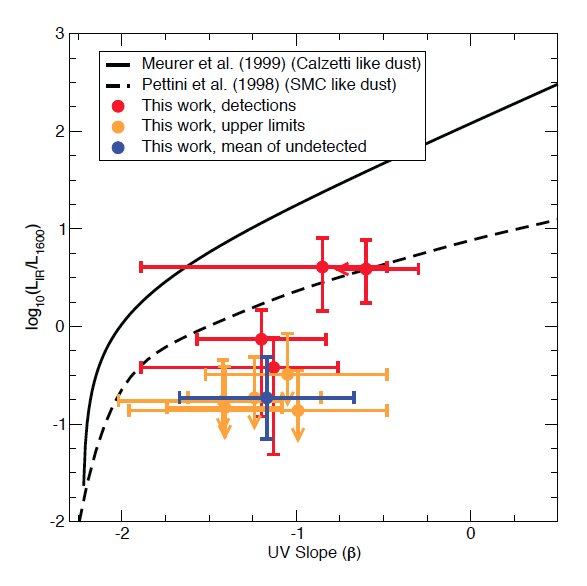 3
2
1
0
-1
-2
log10(LIR/L1600)
Meurer et al. (1999) (Calzetti like dust)
Pettini et al. (1998) (SMC like dust)
This work, detections
This work, upper limits
This work, mean of undetected
-2
-1
0
UV Slope (β)